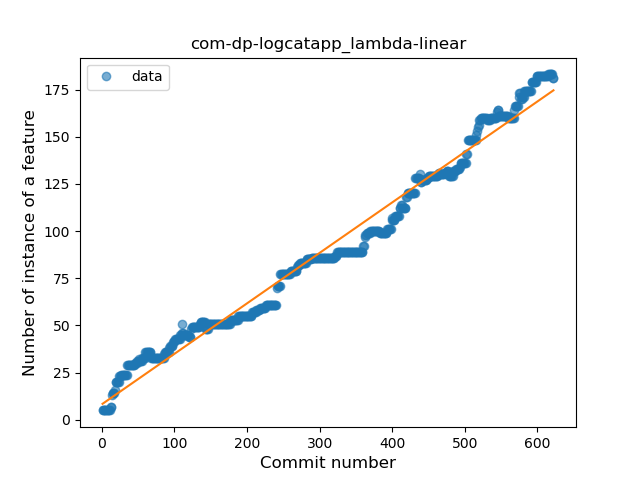 com-dp-logcatapp_lambda-linear
data
Number of instance of a feature
175
150
125
100
75
50
25
0
0 100 200 300 400 500 600
Commit number